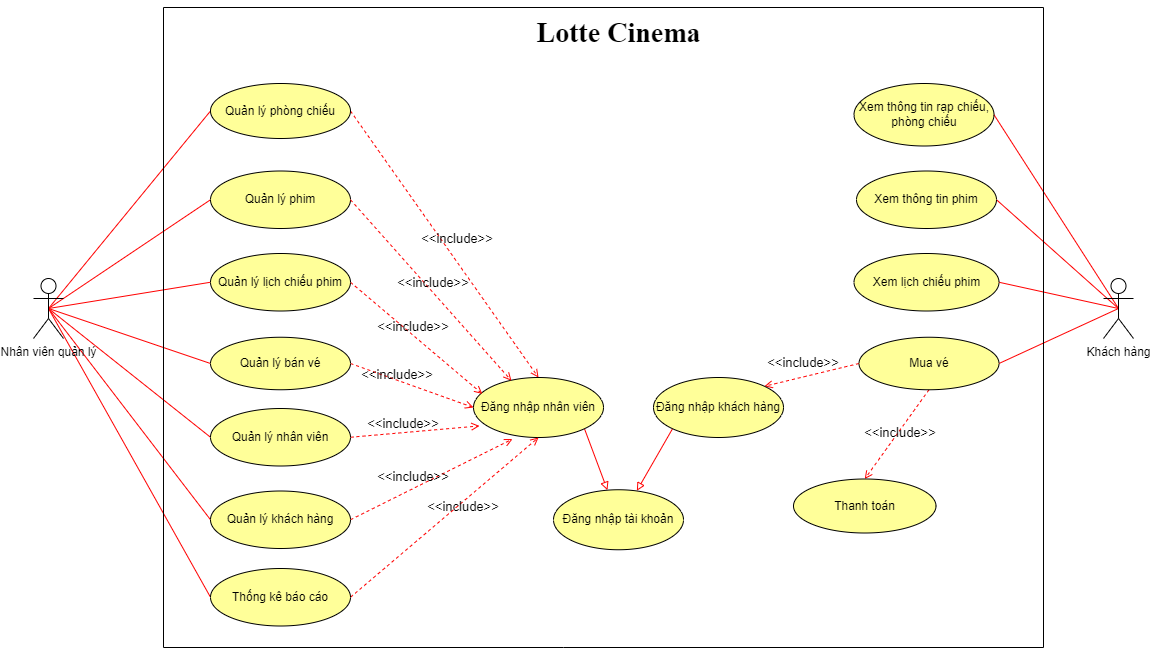 Lotte Cinema
Quản lý phòng chiếu
Quản lý phim
Quản lý lịch chiếu phim
Quản lý bán vé
Quản lý nhân viên
Quản lý khách hàng
Thống kê báo cáo
Nhân viên quản lý
<<Include>>
<<include>>
<<include>>
<<include>>
<<include>>
<<include>>
<<include>>
Đăng nhập nhân viên
Đăng nhập khách hàng
Đăng nhập tài khoản
<<include>>
<<include>>
Xem thông tin rạp chiếu,
phòng chiếu
Xem thông tin phim
Xem lịch chiếu phim
Mua vé
Thanh toán
Khách hàng